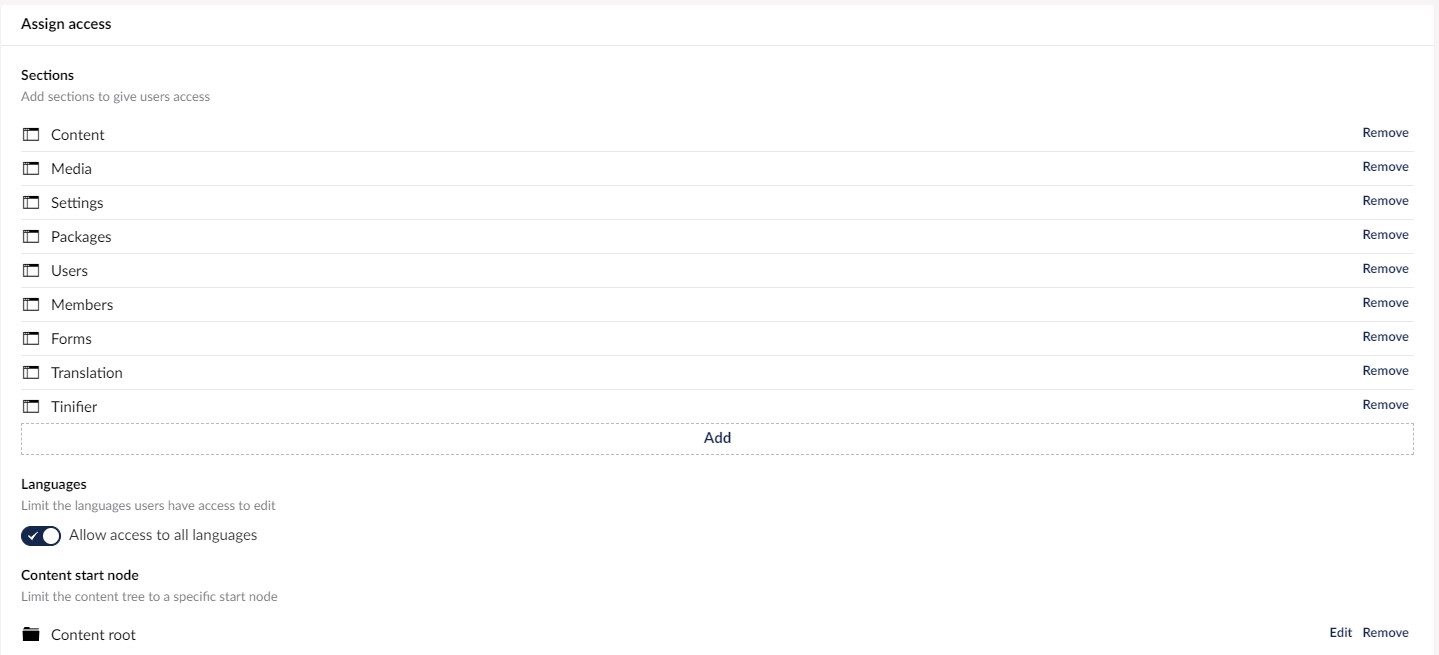 Assign access
Sections
Add sections to give users access
Content Remove
Media Remove
Settings Remove
Packages Remove
Users Remove
Members Remove
Forms Remove
Translation Remove
Tinifier Remove
Add
Languages
Limit the languages users have access to edit
Allow access to all languages
Content start node
Limit the content tree to a specific start node
Content root Edit Remove